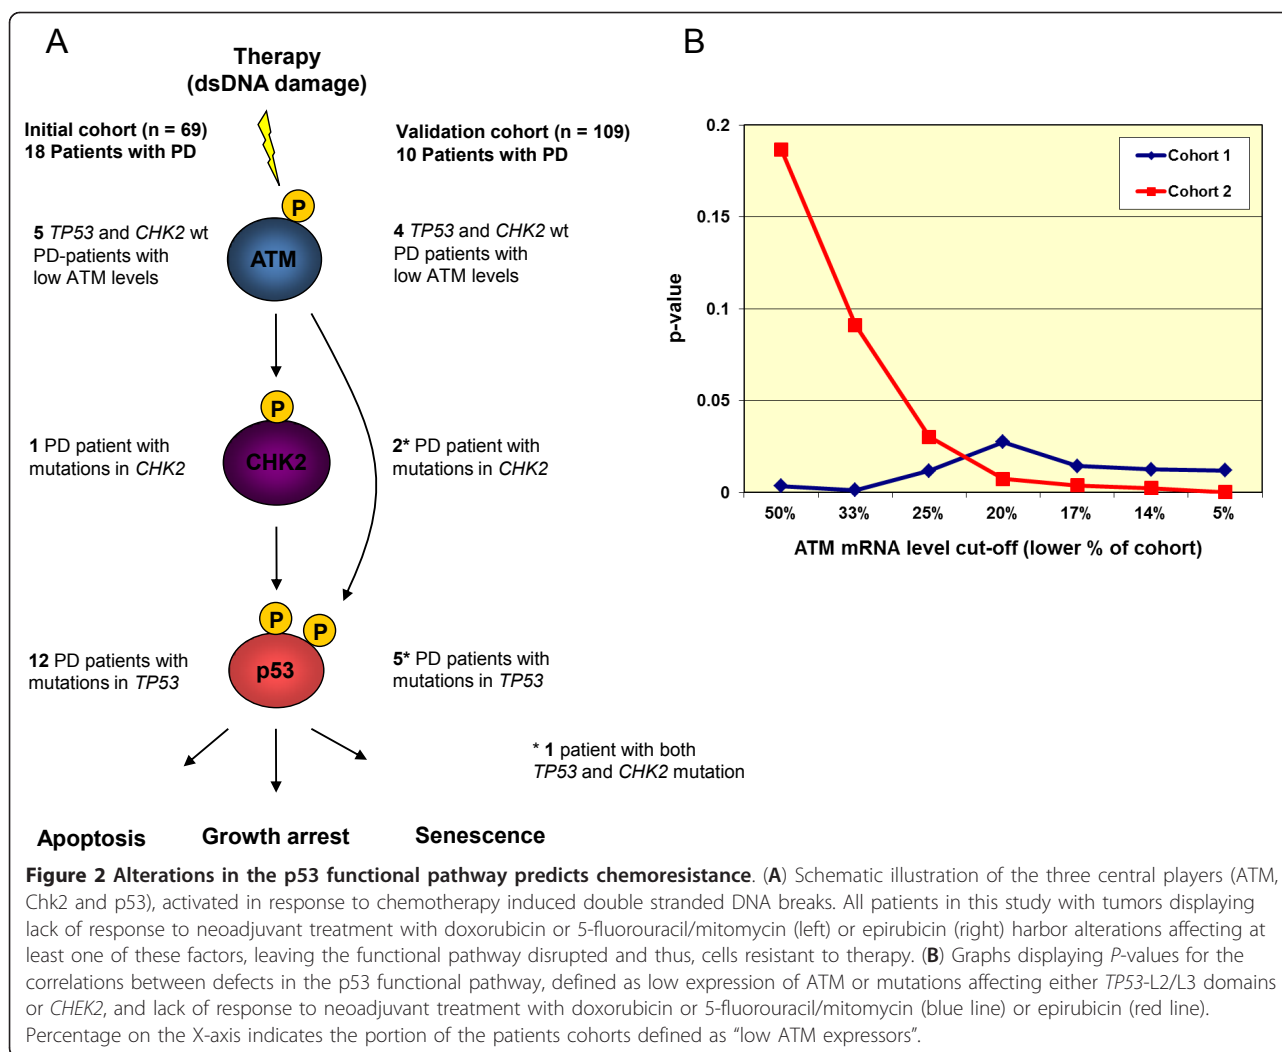 A
Therapy
(dsDNA damage)
Initial cohort (n = 69)
18 Patients with PD
Validation cohort (n = 109)
10 Patients with PD
P
5 TP53 and CHK2 wt
PD-patients with
low ATM levels
ATM
4 TP53 and CHK2 wt
PD patients with
low ATM levels
P
1 PD patient with
mutations in CHK2
CHK2
2* PD patient with
mutations in CHK2
P
P
12 PD patients with
mutations in TP53
p53
5* PD patients with
mutations in TP53
* 1 patient with both
TP53 and CHK2 mutation
Apoptosis
Growth arrest
Senescence
B
0.2
0.15
0.1
0.05
0
p-value
Cohort 1
Cohort 2
50%
33%
25%
20%
17%
14%
5%
ATM mRNA level cut-off (lower % of cohort)
Figure 2 Alterations in the p53 functional pathway predicts chemoresistance. (A) Schematic illustration of the three central players (ATM,
Chk2 and p53), activated in response to chemotherapy induced double stranded DNA breaks. All patients in this study with tumors displaying
lack of response to neoadjuvant treatment with doxorubicin or 5-fluorouracil/mitomycin (left) or epirubicin (right) harbor alterations affecting at
least one of these factors, leaving the functional pathway disrupted and thus, cells resistant to therapy. (B) Graphs displaying P-values for the
correlations between defects in the p53 functional pathway, defined as low expression of ATM or mutations affecting either TP53-L2/L3 domains
or CHEK2, and lack of response to neoadjuvant treatment with doxorubicin or 5-fluorouracil/mitomycin (blue line) or epirubicin (red line).
Percentage on the X-axis indicates the portion of the patients cohorts defined as “low ATM expressors”.